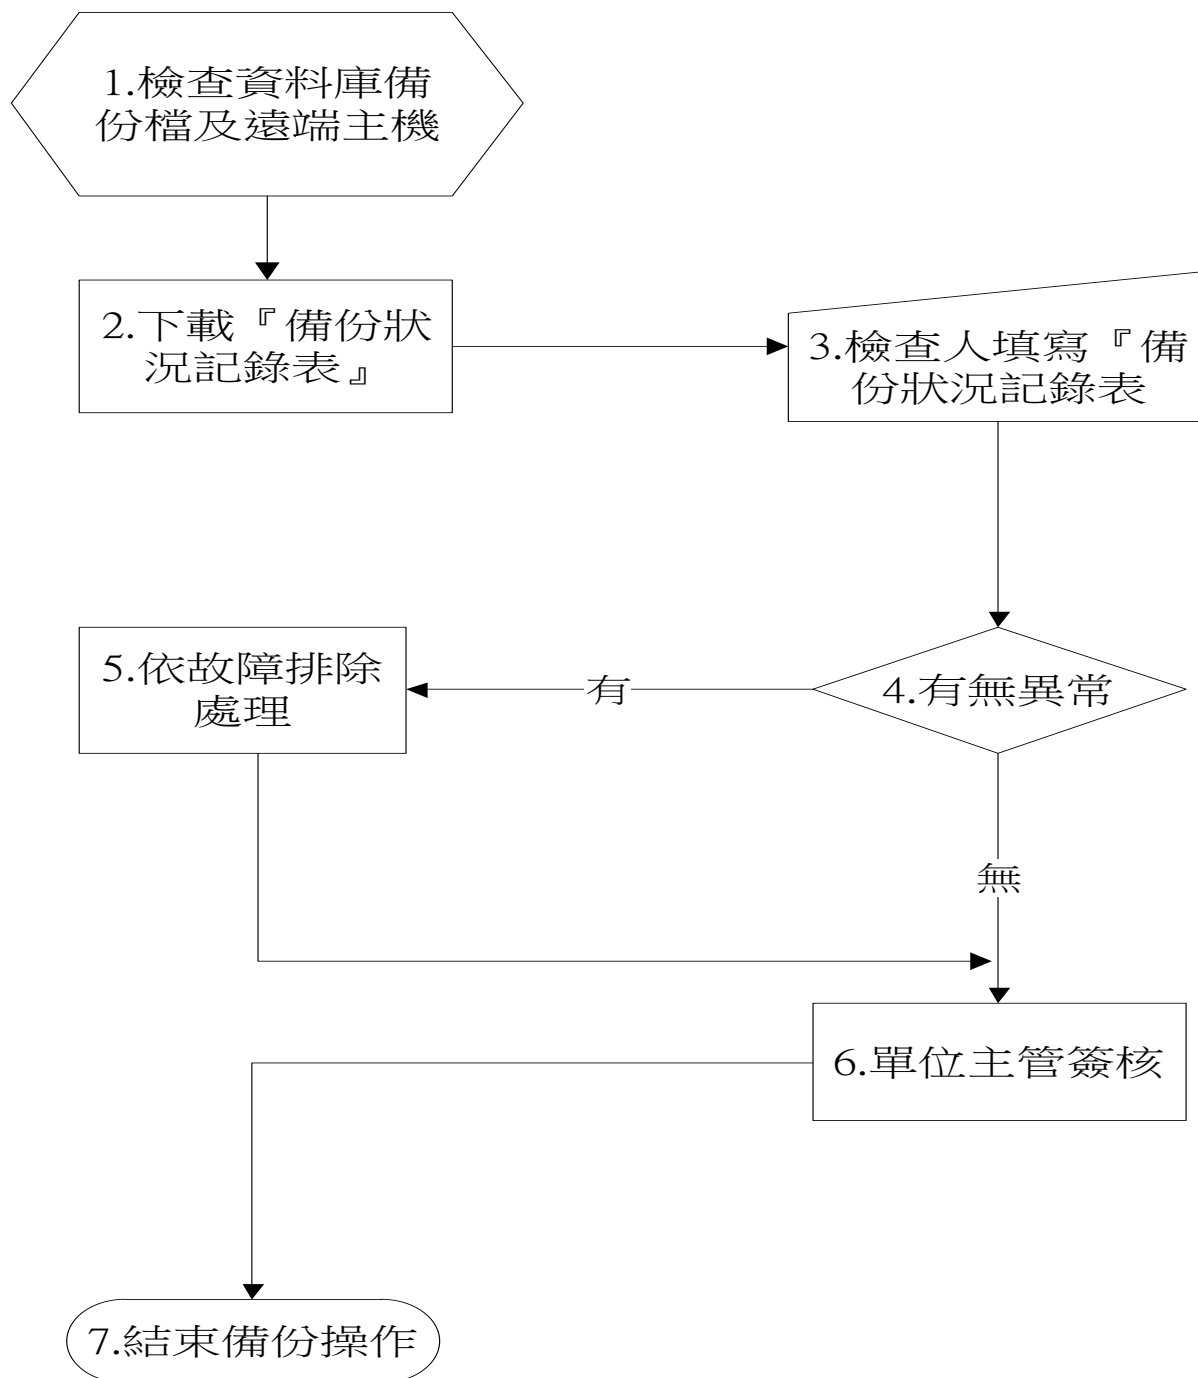 1.檢查資料庫備
份檔及遠端主機
2.下載『備份狀
況記錄表』
3.檢查人填寫『備
份狀況記錄表
4.有無異常
有
5.依故障排除
處理
無
6.單位主管簽核
7.結束備份操作